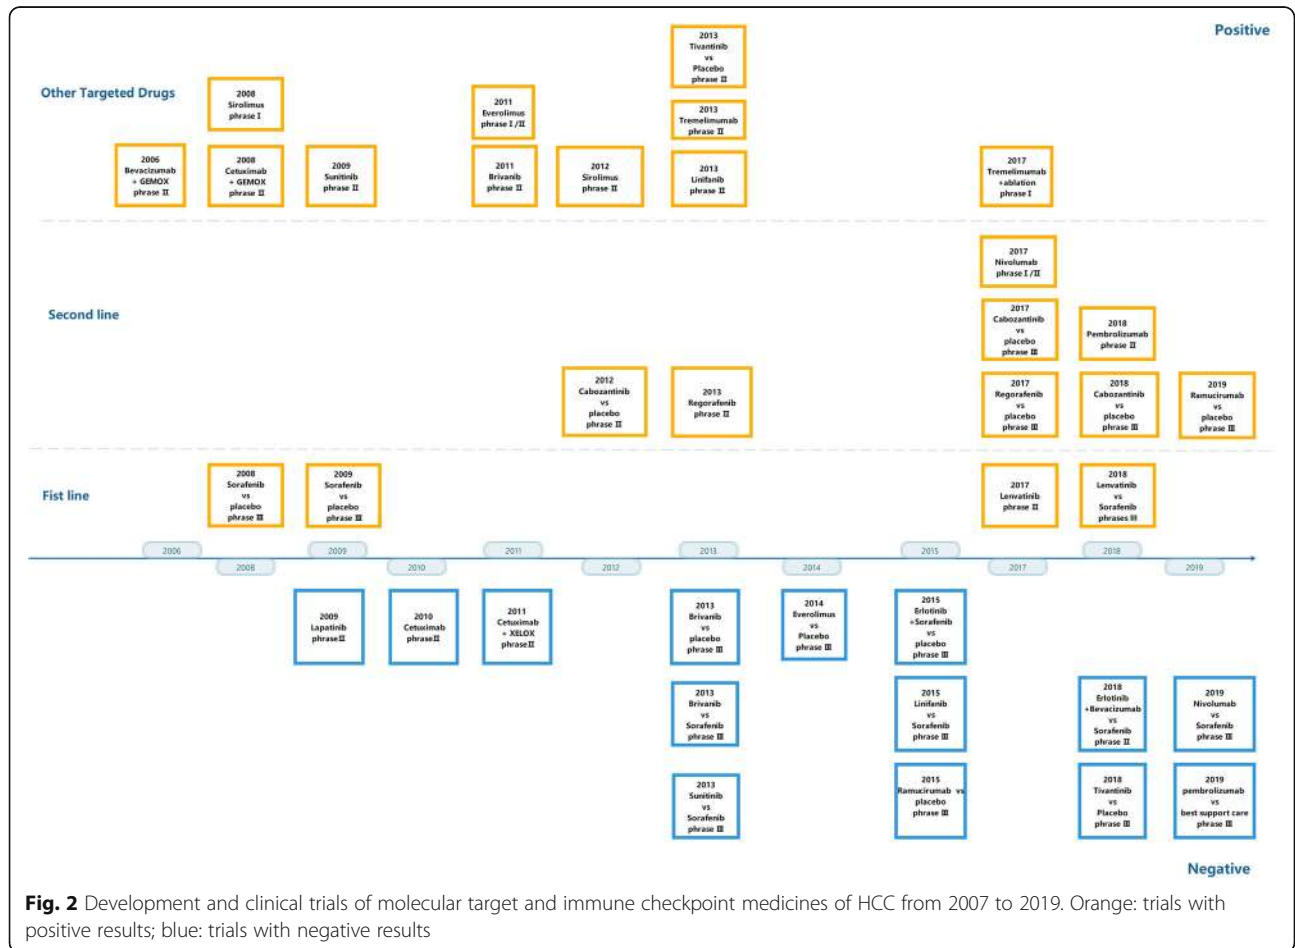 Positive
2013
Tivantinib
vs
Placebo
phrase II
Other Targeted Drugs
2008
Sirolimus
phrase I
2011
Everolimus
phrase I /II
2013
Tremelimumab
phrase II
2006
Bevacizumab
+ GEMOX
phrase II
2008
Cetuximab
+ GEMOX
phrase II
2009
Sunitinib
phrase II
2011
Brivanib
phrase II
2012
Sirolimus
phrase II
2013
Linifanib
phrase II
2017
Tremelimumab
+ablation
phrase I
2017
Nivolumab
phrase I /II
Second line
2017
Cabozantinib
vs
placebo
phrase III
2018
Pembrolizumab
phrase II
2012
Cabozantinib
vs
placebo
phrase II
2013
Regorafenib
phrase II
2017
Regorafenib
vs
placebo
phrase III
2018
Cabozantinib
vs
placebo
phrase III
2019
Ramucirumab
vs
placebo
phrase III
Fist line
2008
Sorafenib
vs
placebo
phrase III
2009
Sorafenib
vs
placebo
phrase III
2017
Lenvatinib
phrase II
2018
Lenvatinib
vs
Sorafenib
phrases III
2006
2009
2011
2013
2015
2018
2008
2010
2012
2014
2017
2019
2009
Lapatinib
phraseII
2010
Cetuximab
phraseII
2011
Cetuximab
+ XELOX
phraseII
2013
Brivanib
vs
placebo
phrase III
2014
Everolimus
vs
Placebo
phrase III
2015
Erlotinib
+Sorafenib
vs
placebo
phrase III
2013
Brivanib
vs
Sorafenib
phrase III
2015
Linifanib
vs
Sorafenib
phrase III
2018
Erlotinib
+Bevacizumab
vs
Sorafenib
phrase II
2019
Nivolumab
vs
Sorafenib
phrase III
2013
Sunitinib
vs
Sorafenib
phrase III
2015
Ramucirumab vs
placebo
phrase III
2018
Tivantinib
vs
Placebo
phrase III
2019
pembrolizumab
vs
best support care
phrase III
Negative
Fig. 2 Development and clinical trials of molecular target and immune checkpoint medicines of HCC from 2007 to 2019. Orange: trials with
positive results; blue: trials with negative results